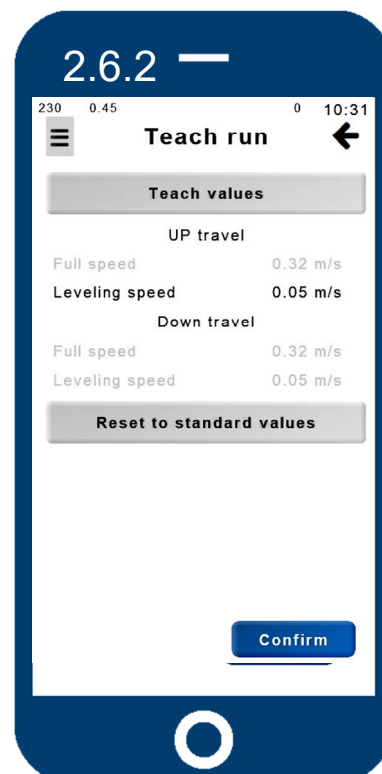 2.6.2
230 0.45 0 10:31
Teach run
Teach values
UP travel
Full speed 0.32 m/s
Leveling speed 0.05 m/s
Down travel
Full speed 0.32 m/s
Leveling speed 0.05 m/s
Reset to standard values
Confirm